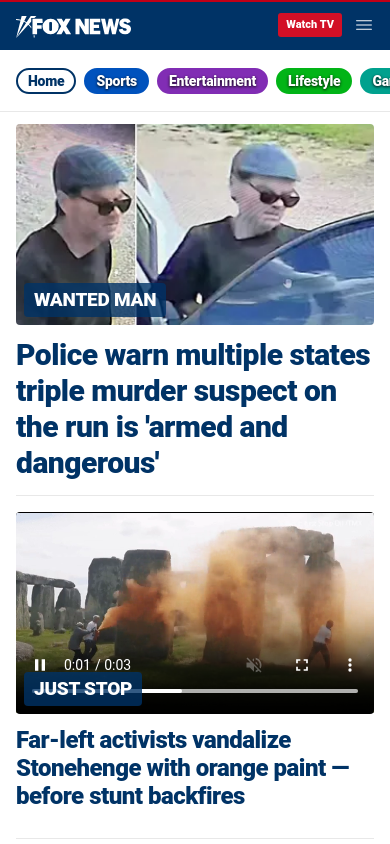 FOX NEWS
Watch TV
Home
Sports
Entertainment
Lifestyle
Ga
WANTED MAN
Police warn multiple states
triple murder suspect on
the run is 'armed and
dangerous'
0:01 / 0:03
JUST STOP
Far-left activists vandalize
Stonehenge with orange paint —
before stunt backfires